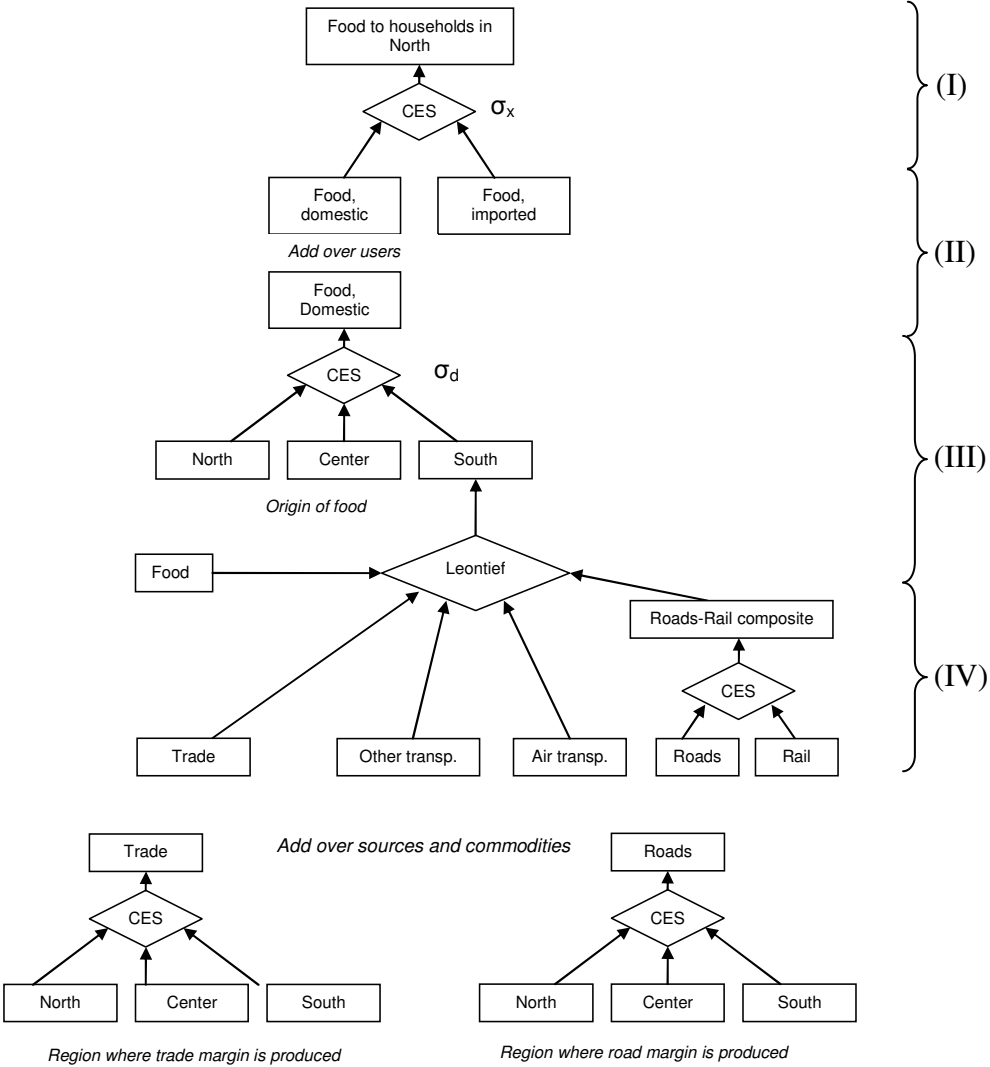 Food to households in
North
(I)
CES
σx
Food,
domestic
Food,
imported
Add over users
(II)
Food,
Domestic
CES
σd
North
Center
South
(III)
Origin of food
Food
Leontief
Roads-Rail composite
(IV)
CES
Trade
Other transp.
Air transp.
Roads
Rail
Add over sources and commodities
Trade
Roads
CES
CES
North
Center
South
North
Center
South
Region where trade margin is produced
Region where road margin is produced